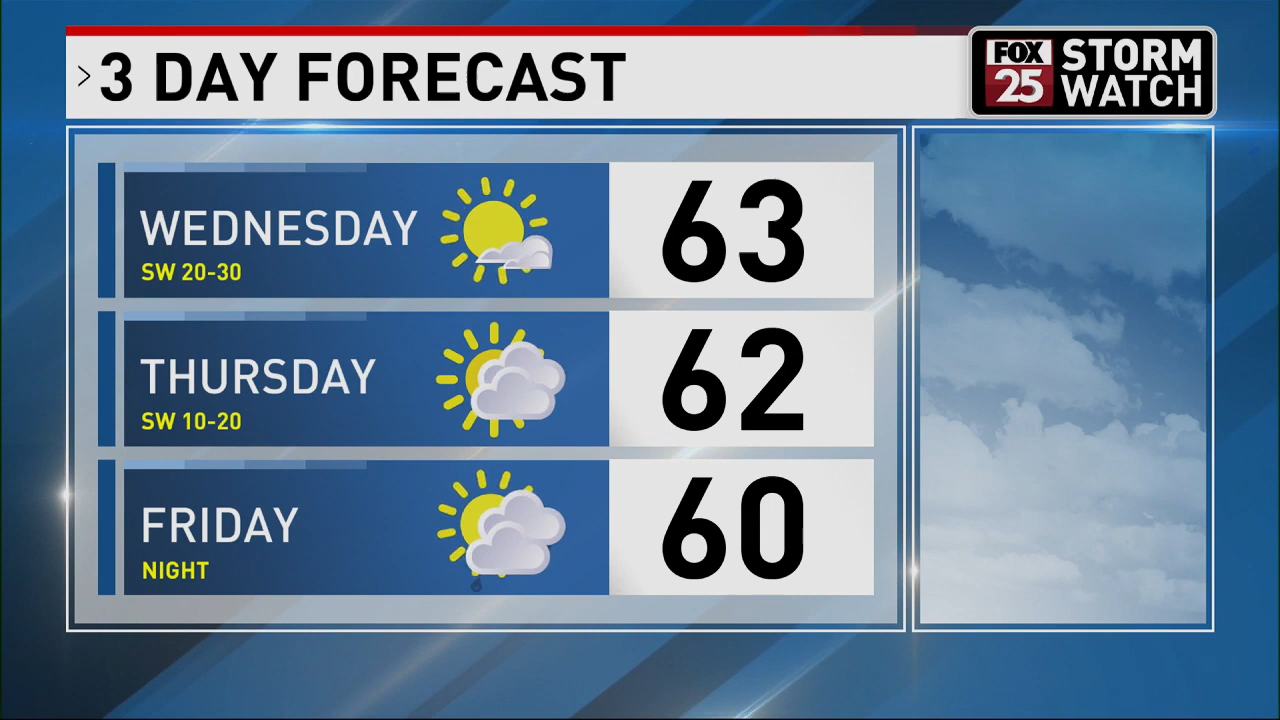 > 3 DAY FORECAST
FOX
25
STORM
WATCH
WEDNESDAY
SW 20-30
63
THURSDAY
SW 10-20
62
FRIDAY
NIGHT
60